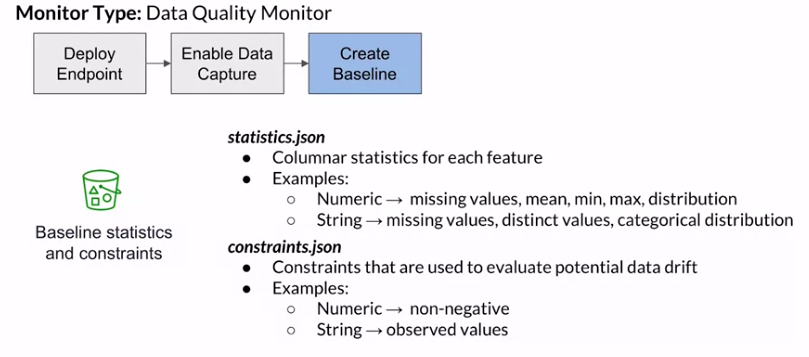 Monitor Type: Data Quality Monitor
Deploy
Endpoint
Enable Data
Capture
Create
Baseline
statistics.json
● Columnar statistics for each feature
● Examples:
○ Numeric → missing values, mean, min, max, distribution
○ String → missing values, distinct values, categorical distribution
Baseline statistics
and constraints
constraints.json
● Constraints that are used to evaluate potential data drift
● Examples:
○ Numeric → non-negative
○ String → observed values